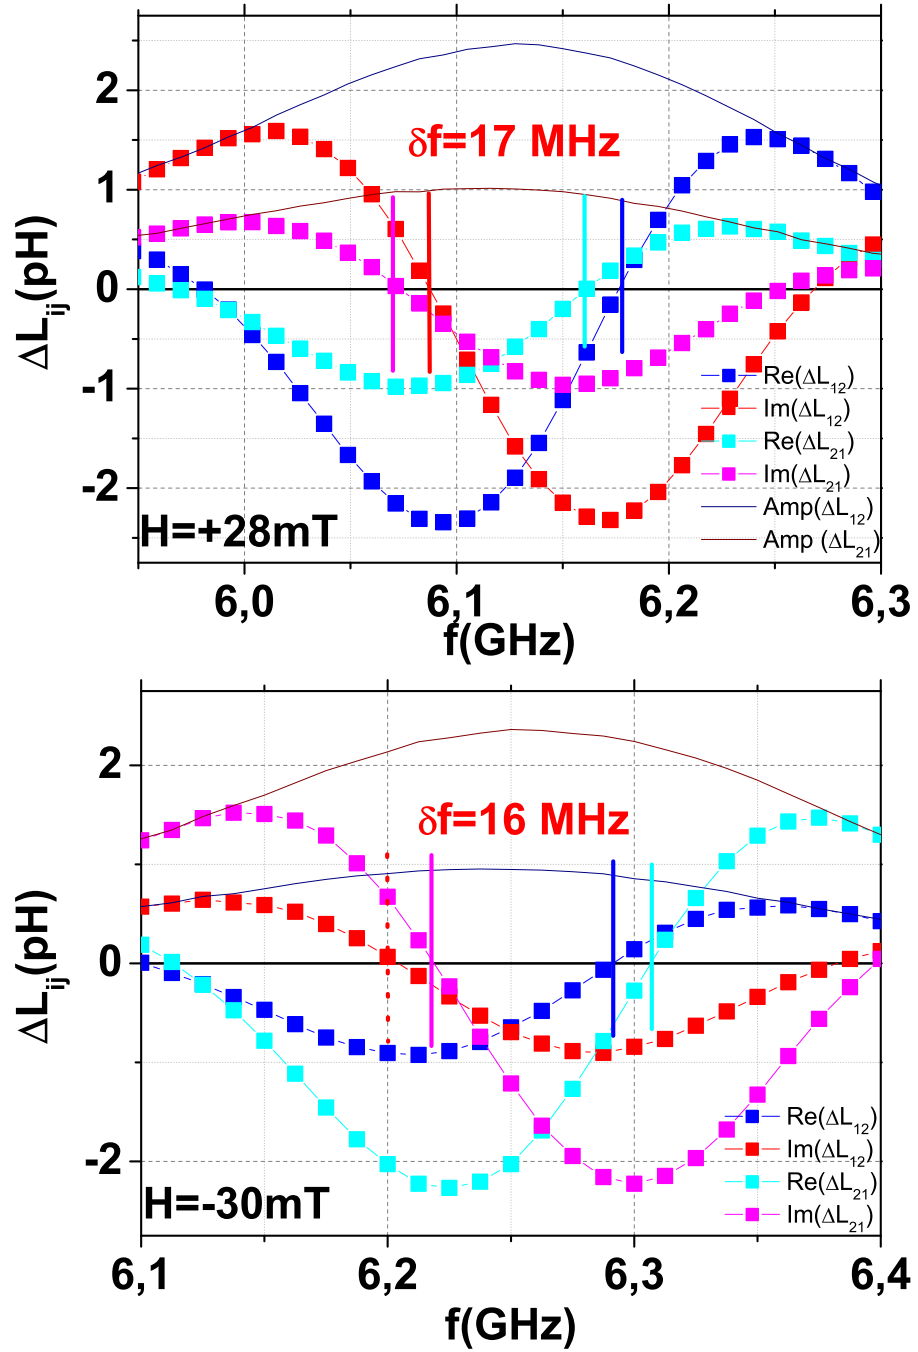 2
1
0
-1
-2
ΔL_ij(pH)
δf=17 MHz
Re(ΔL_12)
Im(ΔL_12)
Re(ΔL_21)
Im(ΔL_21)
Amp(ΔL_12)
Amp (ΔL_21)
H=+28mT
6,0 6,1 6,2 6,3
f(GHz)
2
1
0
-1
-2
ΔL_ij(pH)
δf=16 MHz
Re(ΔL_12)
Im(ΔL_12)
Re(ΔL_21)
Im(ΔL_21)
H=-30mT
6,1 6,2 6,3 6,4
f(GHz)